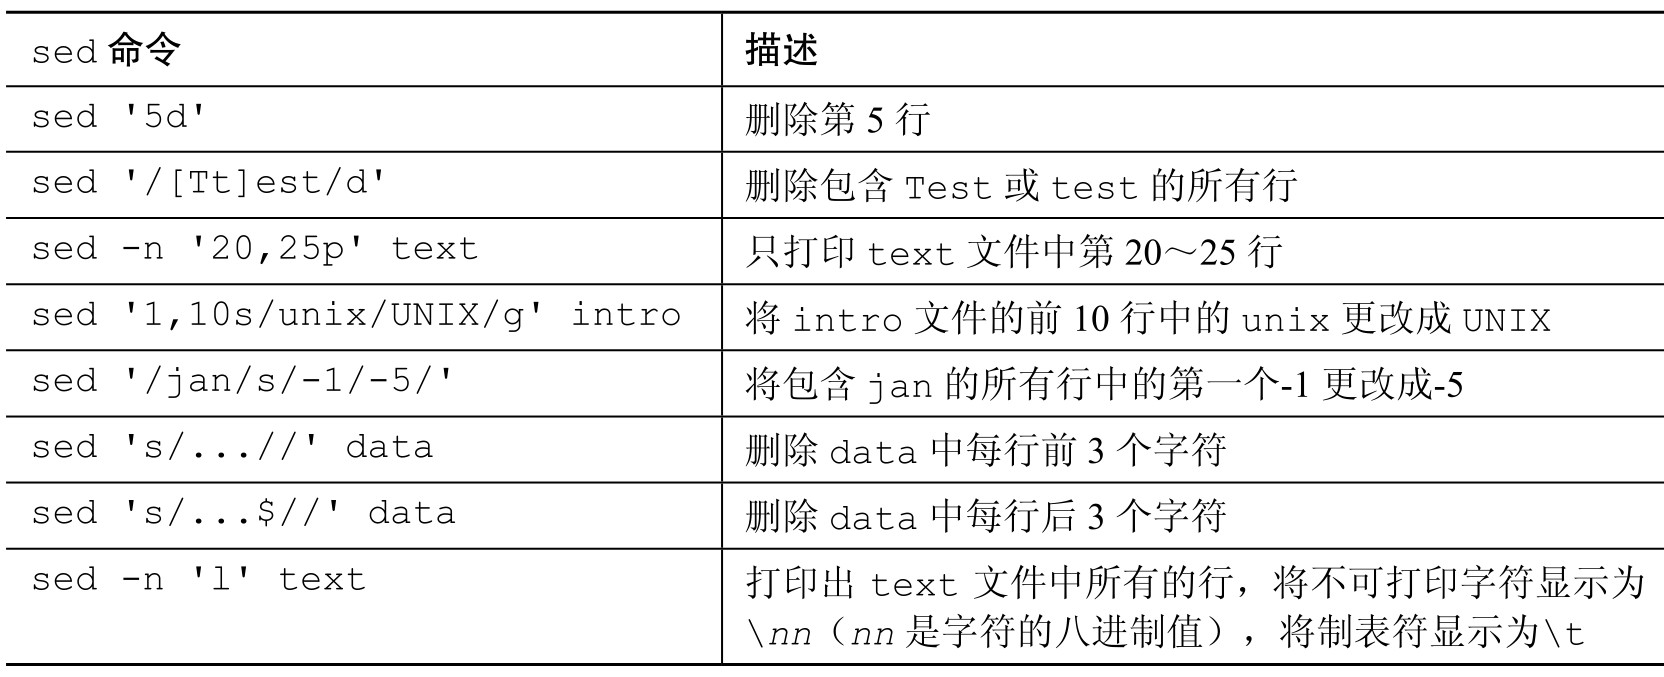 sed命令 描述
sed '5d' 删除第 5 行
sed '/[Tt]est/d' 删除包含 Test 或 test 的所有行
sed -n '20,25p' text 只打印 text 文件中第 20～25 行
sed '1,10s/unix/UNIX/g' intro 将 intro 文件的前 10 行中的 unix 更改成 UNIX
sed '/jan/s/-1/-5/' 将包含 jan 的所有行中的第一个-1 更改成-5
sed 's/...//' data 删除 data 中每行前 3 个字符
sed 's/...$//' data 删除 data 中每行后 3 个字符
sed -n 'l' text 打印出 text 文件中所有的行，将不可打印字符显示为
\nn（nn 是字符的八进制值），将制表符显示为\t